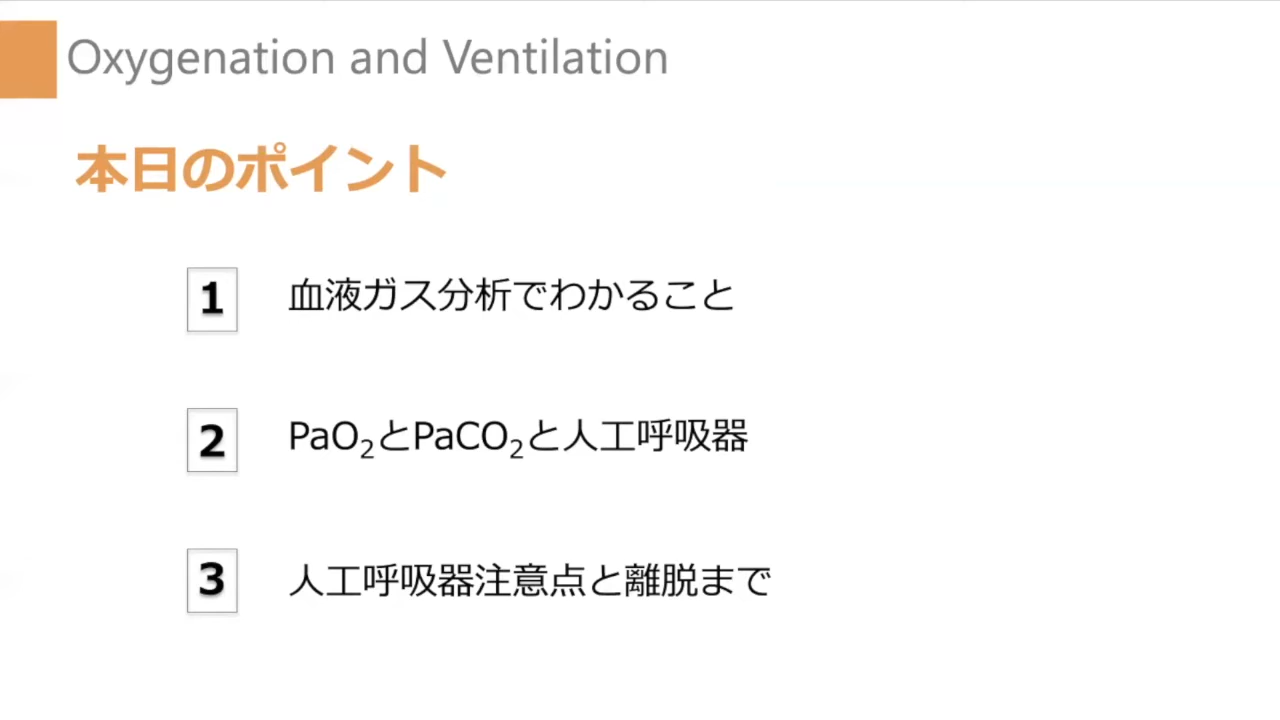 Oxygenation and Ventilation
本日のポイント
1 血液ガス分析でわかること
2 PaO₂とPaCO₂と人工呼吸器
3 人工呼吸器注意点と離脱まで